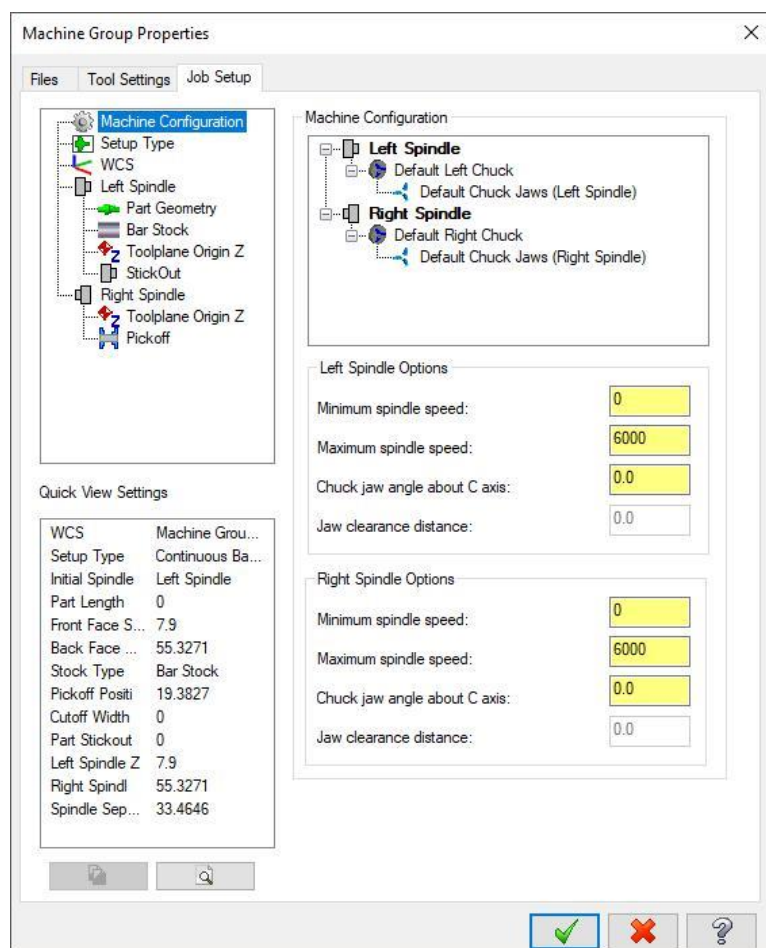 Machine Group Properties
Files Tool Settings Job Setup
Machine Configuration
Setup Type
WCS
Left Spindle
Part Geometry
Bar Stock
Toolplane Origin Z
StickOut
Right Spindle
Toolplane Origin Z
Pickoff
Quick View Settings
WCS Machine Grou...
Setup Type Continuous Ba...
Initial Spindle Left Spindle
Part Length 0
Front Face S... 7.9
Back Face ... 55.3271
Stock Type Bar Stock
Pickoff Positi 19.3827
Cutoff Width 0
Part Stickout 0
Left Spindle Z 7.9
Right Spindl 55.3271
Spindle Sep... 33.4646
Machine Configuration
Left Spindle
Default Left Chuck
Default Chuck Jaws (Left Spindle)
Right Spindle
Default Right Chuck
Default Chuck Jaws (Right Spindle)
Left Spindle Options
Minimum spindle speed: 0
Maximum spindle speed: 6000
Chuck jaw angle about C axis: 0.0
Jaw clearance distance: 0.0
Right Spindle Options
Minimum spindle speed: 0
Maximum spindle speed: 6000
Chuck jaw angle about C axis: 0.0
Jaw clearance distance: 0.0